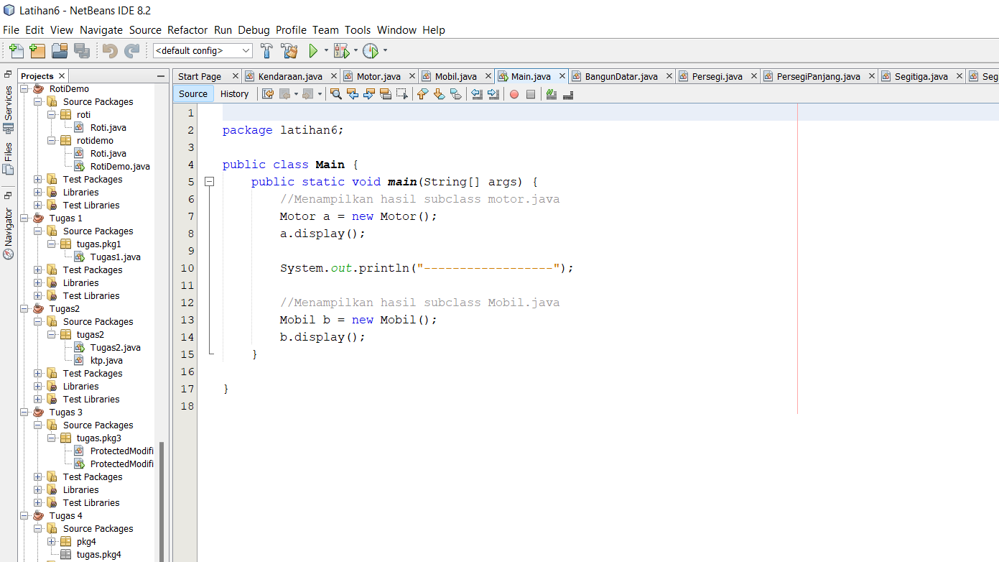 Latihan6 - NetBeans IDE 8.2
File Edit View Navigate Source Refactor Run Debug Profile Team Tools Window Help
<default config>
Services
Files
Navigator
Projects
RotiDemo
Source Packages
roti
Roti.java
rotidemo
Roti.java
RotiDemo.java
Test Packages
Libraries
Test Libraries
Tugas 1
Source Packages
tugas.pkg1
Tugas1.java
Test Packages
Libraries
Test Libraries
Tugas2
Source Packages
tugas2
Tugas2.java
ktp.java
Test Packages
Libraries
Test Libraries
Tugas 3
Source Packages
tugas.pkg3
ProtectedModifi
ProtectedModifi
Test Packages
Libraries
Test Libraries
Tugas 4
Source Packages
pkg4
tugas.pkg4
Start Page Kendaraan.java Motor.java Mobil.java Main.java BangunDatar.java Persegi.java PersegiPanjang.java Segitiga.java Seg
Source History
1
2 package latihan6;
3
4 public class Main {
5 public static void main(String[] args) {
6 //Menampilkan hasil subclass motor.java
7 Motor a = new Motor();
8 a.display();
9
10 System.out.println("------------------");
11
12 //Menampilkan hasil subclass Mobil.java
13 Mobil b = new Mobil();
14 b.display();
15 }
16
17 }
18